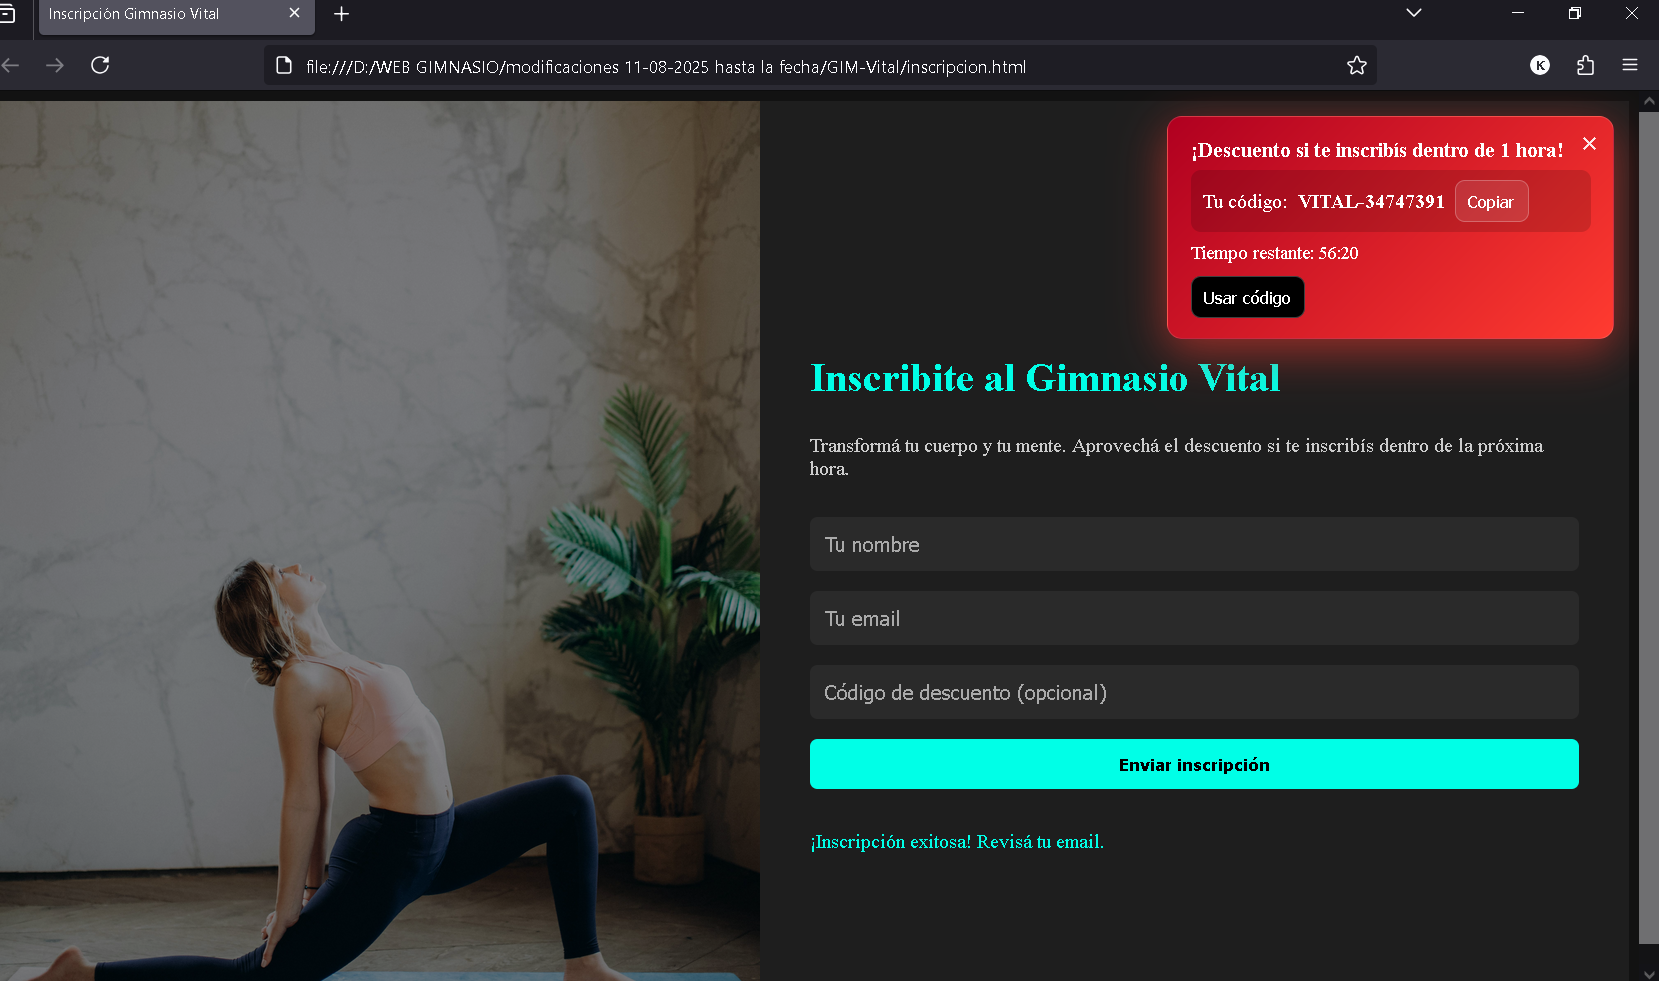 Inscripción Gimnasio Vital
file:///D:/WEB GIMNASIO/modificaciones 11-08-2025 hasta la fecha/GIM-Vital/inscripcion.html
K
¡Descuento si te inscribís dentro de 1 hora!
Tu código: VITAL-34747391 Copiar
Tiempo restante: 56:20
Usar código
Inscribite al Gimnasio Vital
Transformá tu cuerpo y tu mente. Aprovechá el descuento si te inscribís dentro de la próxima
hora.
Tu nombre
Tu email
Código de descuento (opcional)
Enviar inscripción
¡Inscripción exitosa! Revisá tu email.